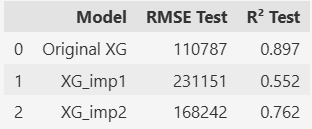 Model RMSE Test R² Test
0 Original XG 110787 0.897
1 XG_imp1 231151 0.552
2 XG_imp2 168242 0.762